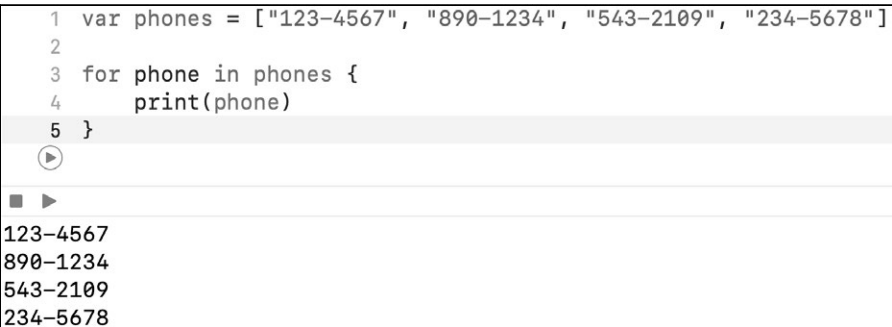 1 var phones = ["123-4567", "890-1234", "543-2109", "234-5678"]
2
3 for phone in phones {
4     print(phone)
5 }
123-4567
890-1234
543-2109
234-5678